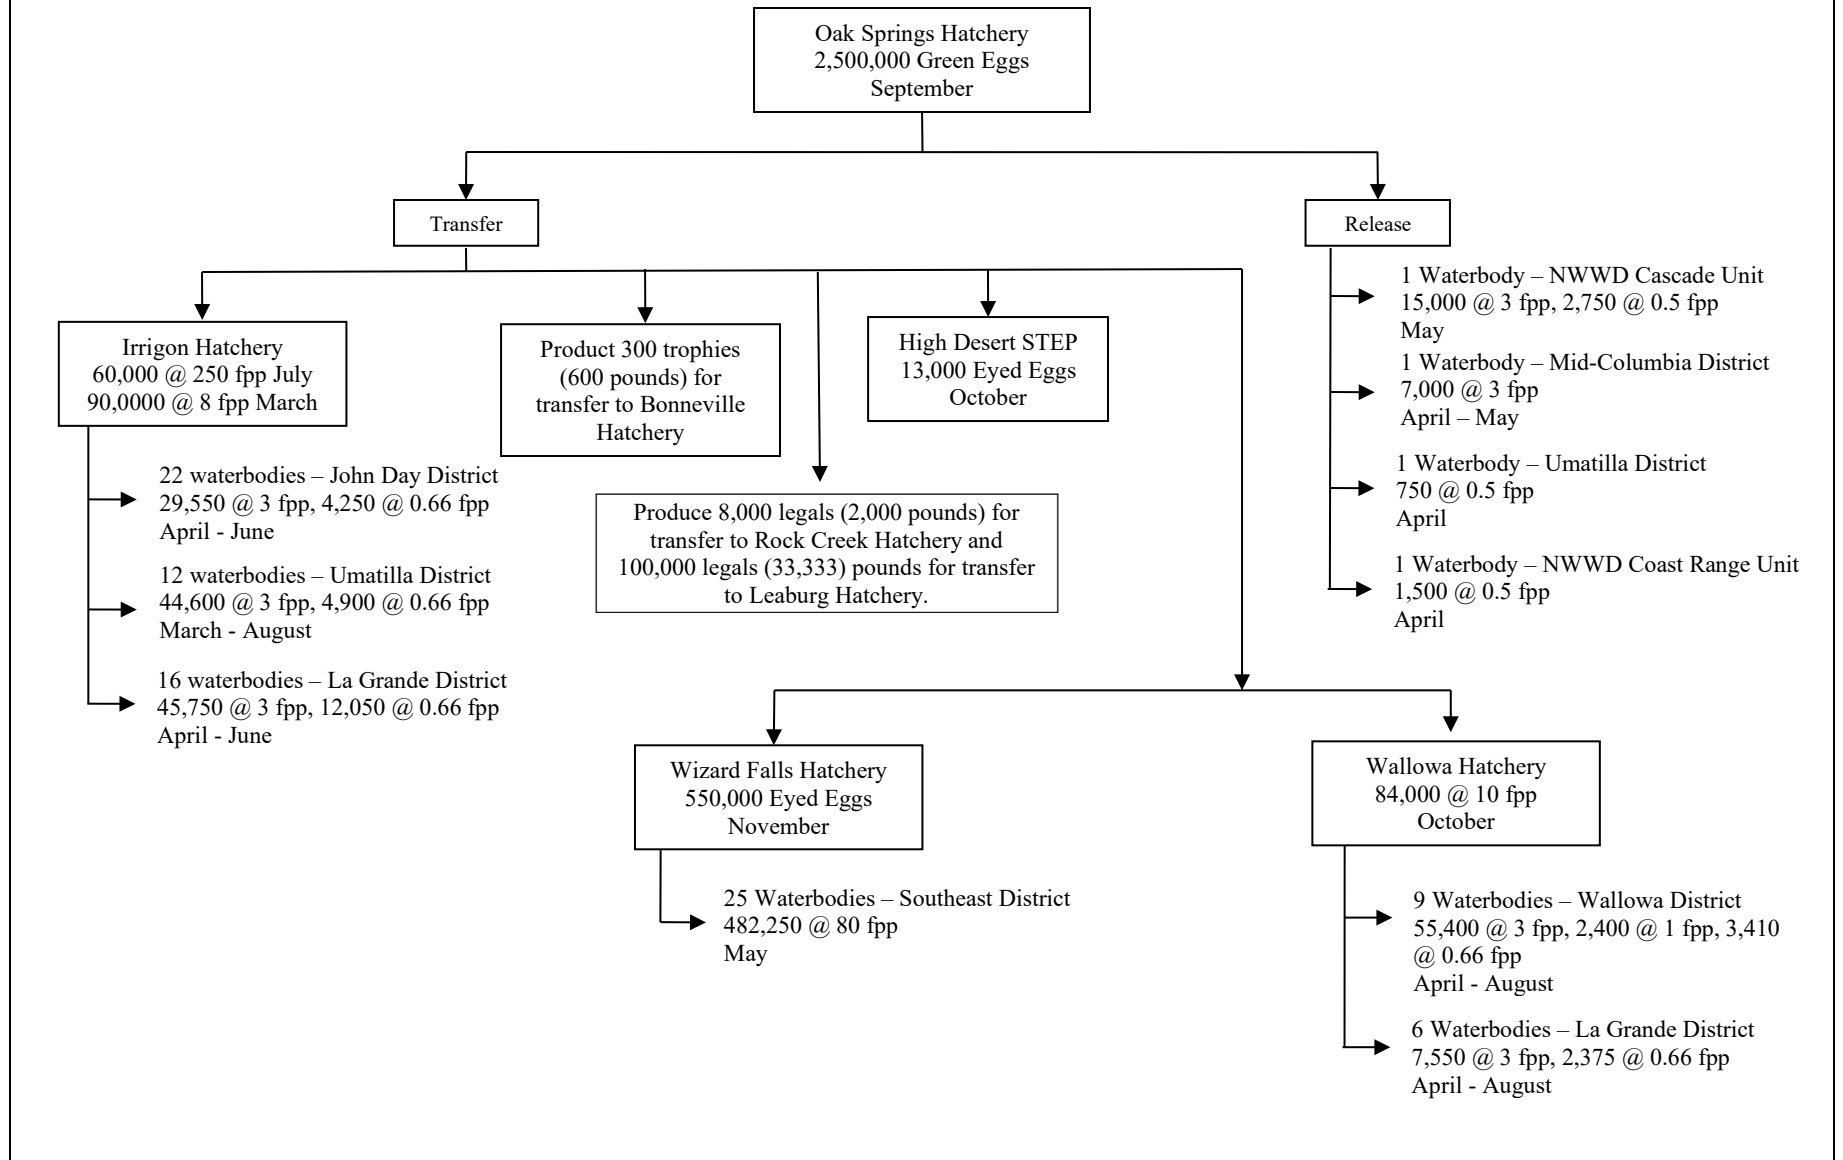 Oak Springs Hatchery
2,500,000 Green Eggs
September
Transfer
Release
Irrigon Hatchery
60,000 @ 250 fpp July
90,0000 @ 8 fpp March
22 waterbodies – John Day District
29,550 @ 3 fpp, 4,250 @ 0.66 fpp
April - June
12 waterbodies – Umatilla District
44,600 @ 3 fpp, 4,900 @ 0.66 fpp
March - August
16 waterbodies – La Grande District
45,750 @ 3 fpp, 12,050 @ 0.66 fpp
April - June
Product 300 trophies
(600 pounds) for
transfer to Bonneville
Hatchery
Produce 8,000 legals (2,000 pounds) for
transfer to Rock Creek Hatchery and
100,000 legals (33,333) pounds for transfer
to Leaburg Hatchery.
High Desert STEP
13,000 Eyed Eggs
October
1 Waterbody – NWWD Cascade Unit
15,000 @ 3 fpp, 2,750 @ 0.5 fpp
May
1 Waterbody – Mid-Columbia District
7,000 @ 3 fpp
April – May
1 Waterbody – Umatilla District
750 @ 0.5 fpp
April
1 Waterbody – NWWD Coast Range Unit
1,500 @ 0.5 fpp
April
Wizard Falls Hatchery
550,000 Eyed Eggs
November
25 Waterbodies – Southeast District
482,250 @ 80 fpp
May
Wallowa Hatchery
84,000 @ 10 fpp
October
9 Waterbodies – Wallowa District
55,400 @ 3 fpp, 2,400 @ 1 fpp, 3,410
@ 0.66 fpp
April - August
6 Waterbodies – La Grande District
7,550 @ 3 fpp, 2,375 @ 0.66 fpp
April - August